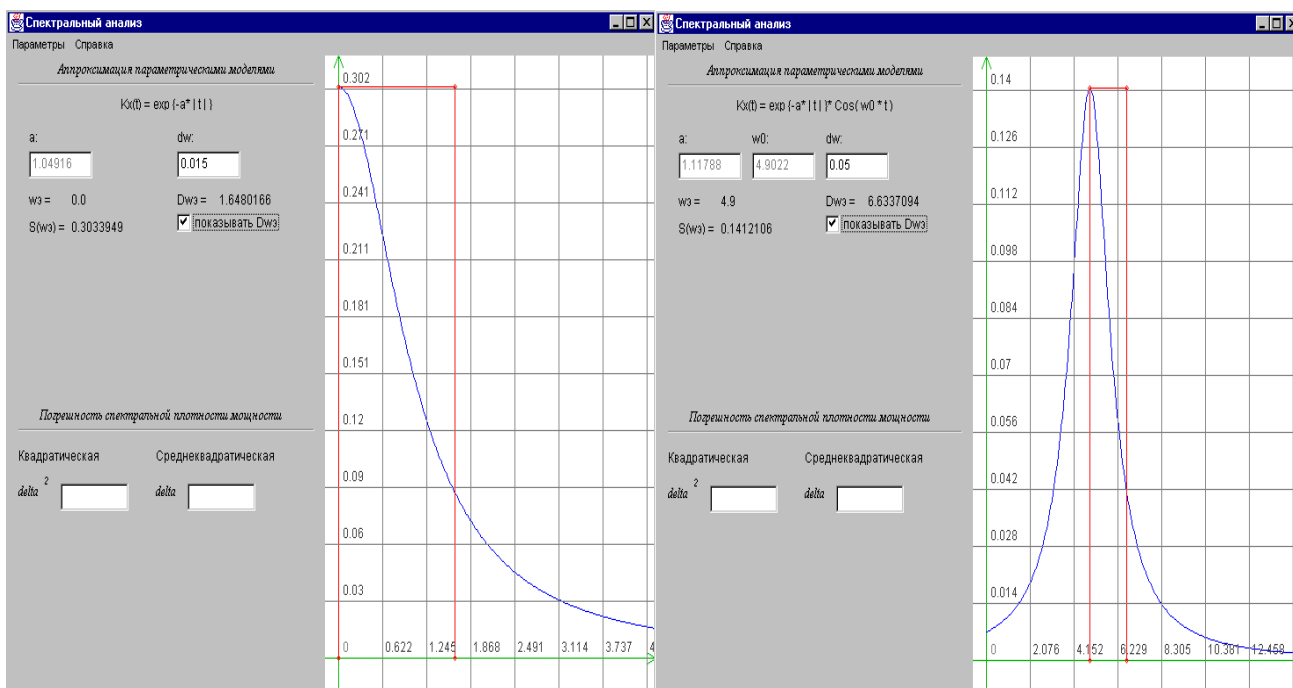 Спектральный анализ
Параметры Справка
Аппроксимация параметрическими моделями
Kx(t) = exp {-a* | t | }
a: dw:
1.04916 0.015
wэ = 0.0 Dwэ = 1.6480166
S(wэ) = 0.3033949 показывать Dwэ
Погрешность спектральной плотности мощности
Квадратическая Среднеквадратическая
delta 2 delta
0.302
0.271
0.241
0.211
0.181
0.151
0.12
0.09
0.06
0.03
0 0.622 1.245 1.868 2.491 3.114 3.737 4
Спектральный анализ
Параметры Справка
Аппроксимация параметрическими моделями
Kx(t) = exp {-a* | t | }* Cos( w0 * t )
a: w0: dw:
1.11788 4.9022 0.05
wэ = 4.9 Dwэ = 6.6337094
S(wэ) = 0.1412106 показывать Dwэ
Погрешность спектральной плотности мощности
Квадратическая Среднеквадратическая
delta 2 delta
0.14
0.126
0.112
0.098
0.084
0.07
0.056
0.042
0.028
0.014
0 2.076 4.152 6.229 8.305 10.381 12.458